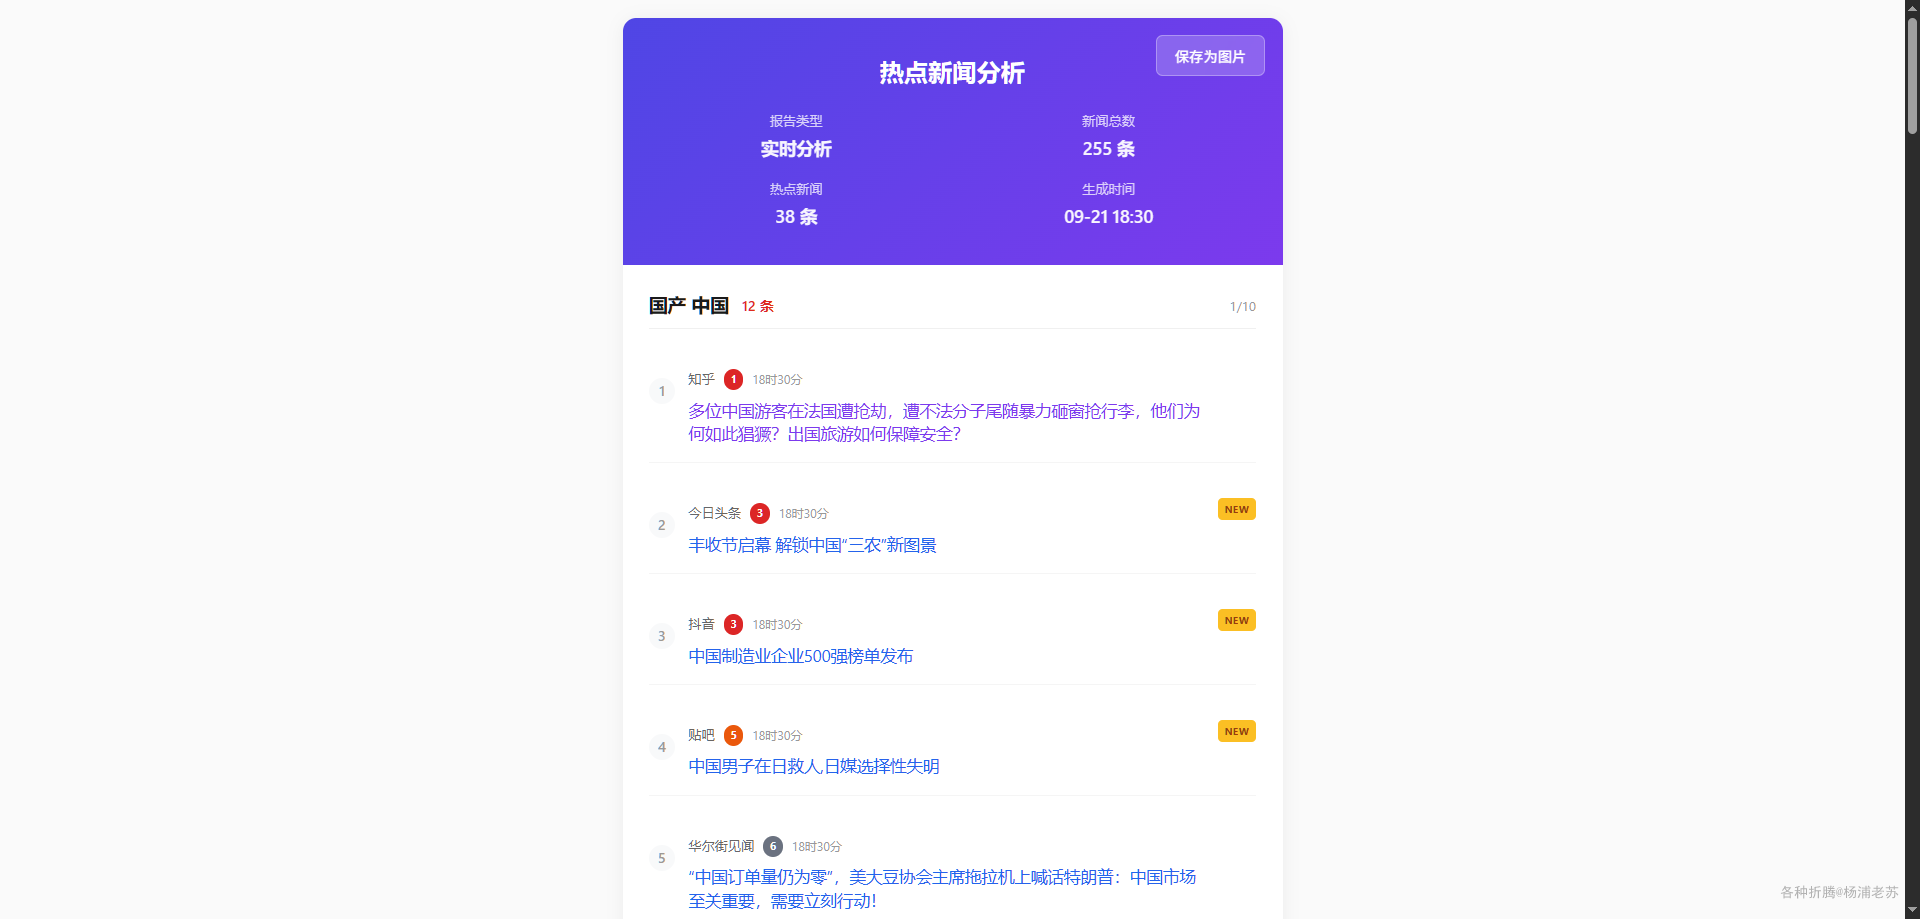 热点新闻分析
保存为图片
报告类型
实时分析
新闻总数
255 条
热点新闻
38 条
生成时间
09-21 18:30
国产 中国 12 条 1/10
1 知乎 1 18时30分
多位中国游客在法国遭抢劫，遭不法分子尾随暴力砸窗抢行李，他们为
何如此猖獗？出国旅游如何保障安全？
2 今日头条 3 18时30分 NEW
丰收节启幕 解锁中国“三农”新图景
3 抖音 3 18时30分 NEW
中国制造业企业500强榜单发布
4 贴吧 5 18时30分 NEW
中国男子在日救人,日媒选择性失明
5 华尔街见闻 6 18时30分
“中国订单量仍为零”，美大豆协会主席拖拉机上喊话特朗普：中国市场
至关重要，需要立刻行动！
各种折腾@杨浦老苏